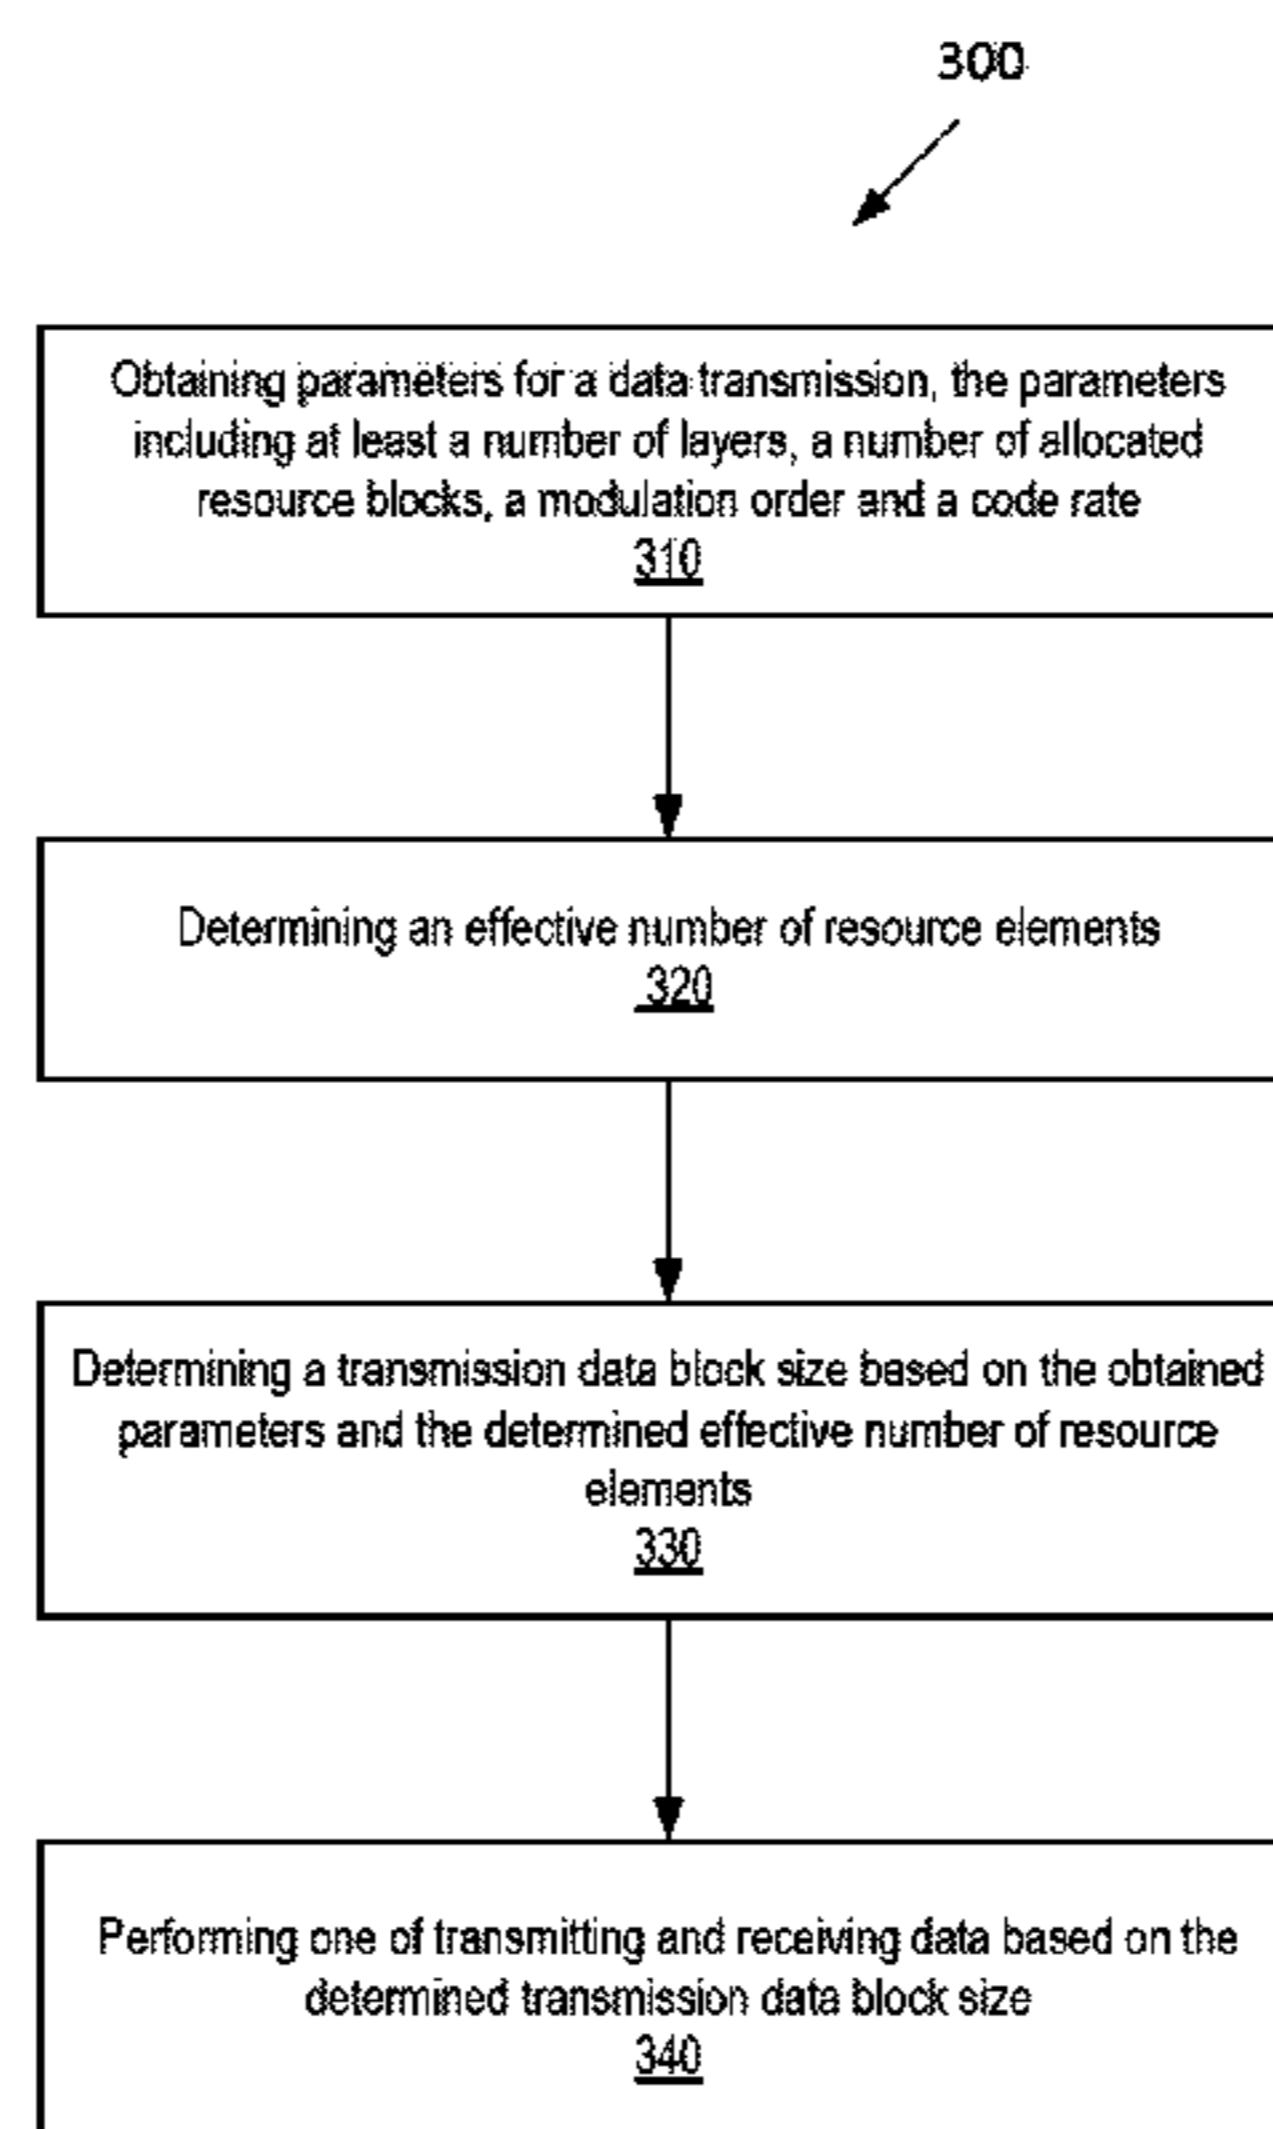 300
Obtaining parameters for a data transmission, the parameters
including at least a number of layers, a number of allocated
resource blocks, a modulation order and a code rate
310
Determining an effective number of resource elements
320
Determining a transmission data block size based on the obtained
parameters and the determined effective number of resource
elements
330
Performing one of transmitting and receiving data based on the
determined transmission data block size
340